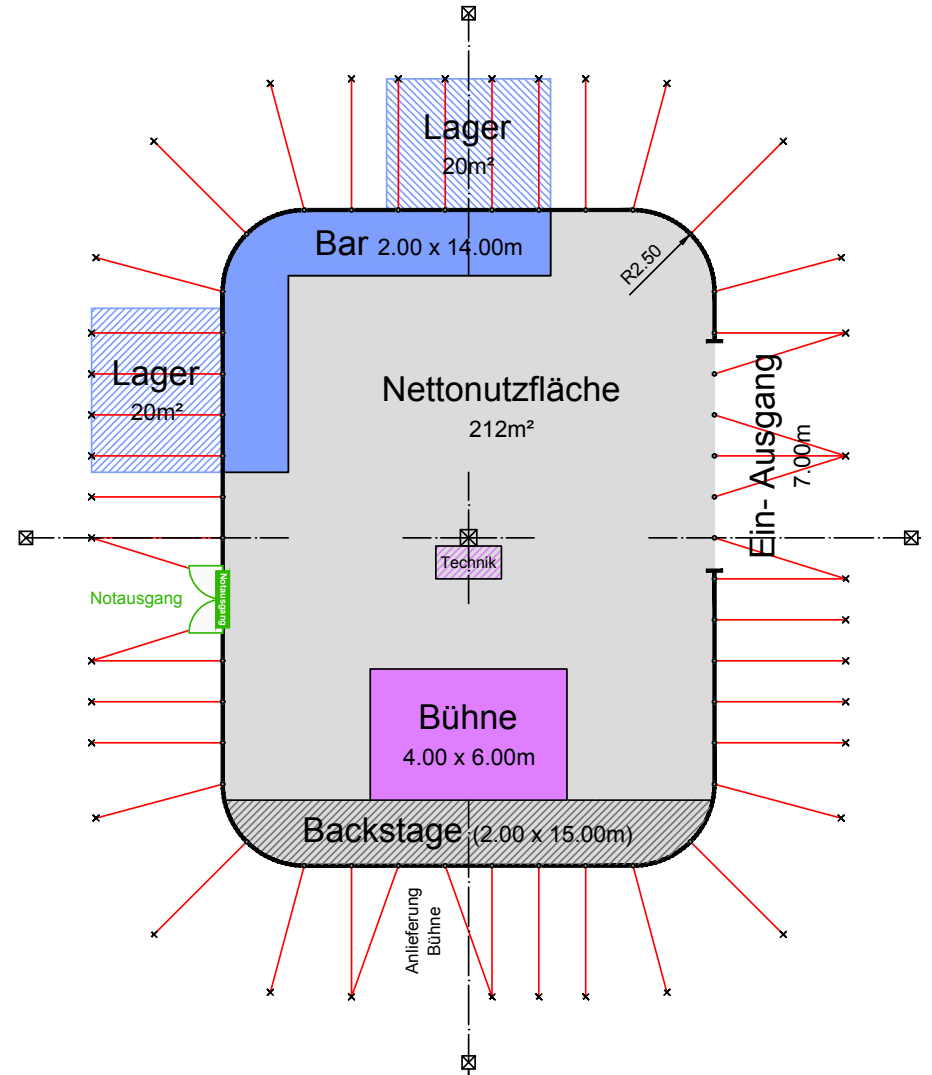 Lager
20m²
Bar 2.00 x 14.00m
R2.50
Lager
20m²
Nettonutzfläche
212m²
Ein- Ausgang
7.00m
Technik
Notausgang
Notausgang
Bühne
4.00 x 6.00m
Backstage (2.00 x 15.00m)
Anlieferung
Bühne